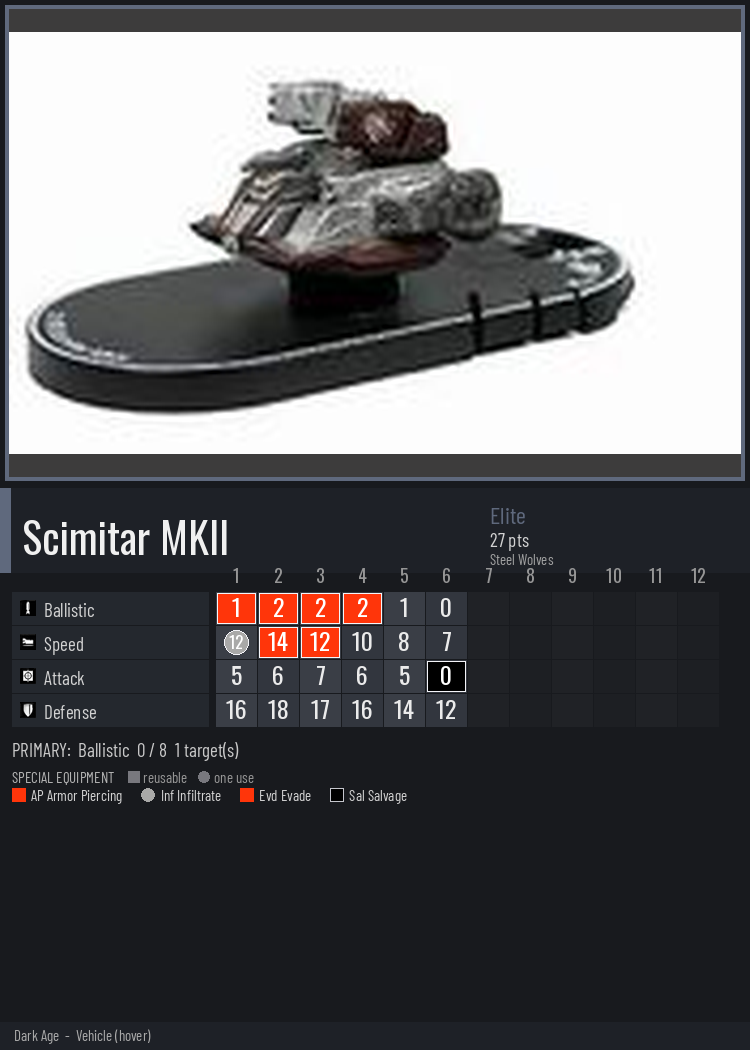 Scimitar MKII
Elite
27 pts
Steel Wolves
1 2 3 4 5 6 7 8 9 10 11 12
Ballistic 1 2 2 2 1 0
Speed 12 14 12 10 8 7
Attack 5 6 7 6 5 0
Defense 16 18 17 16 14 12
PRIMARY: Ballistic 0 / 8 1 target(s)
SPECIAL EQUIPMENT reusable one use
AP Armor Piercing Inf Infiltrate Evd Evade Sal Salvage
Dark Age - Vehicle (hover)